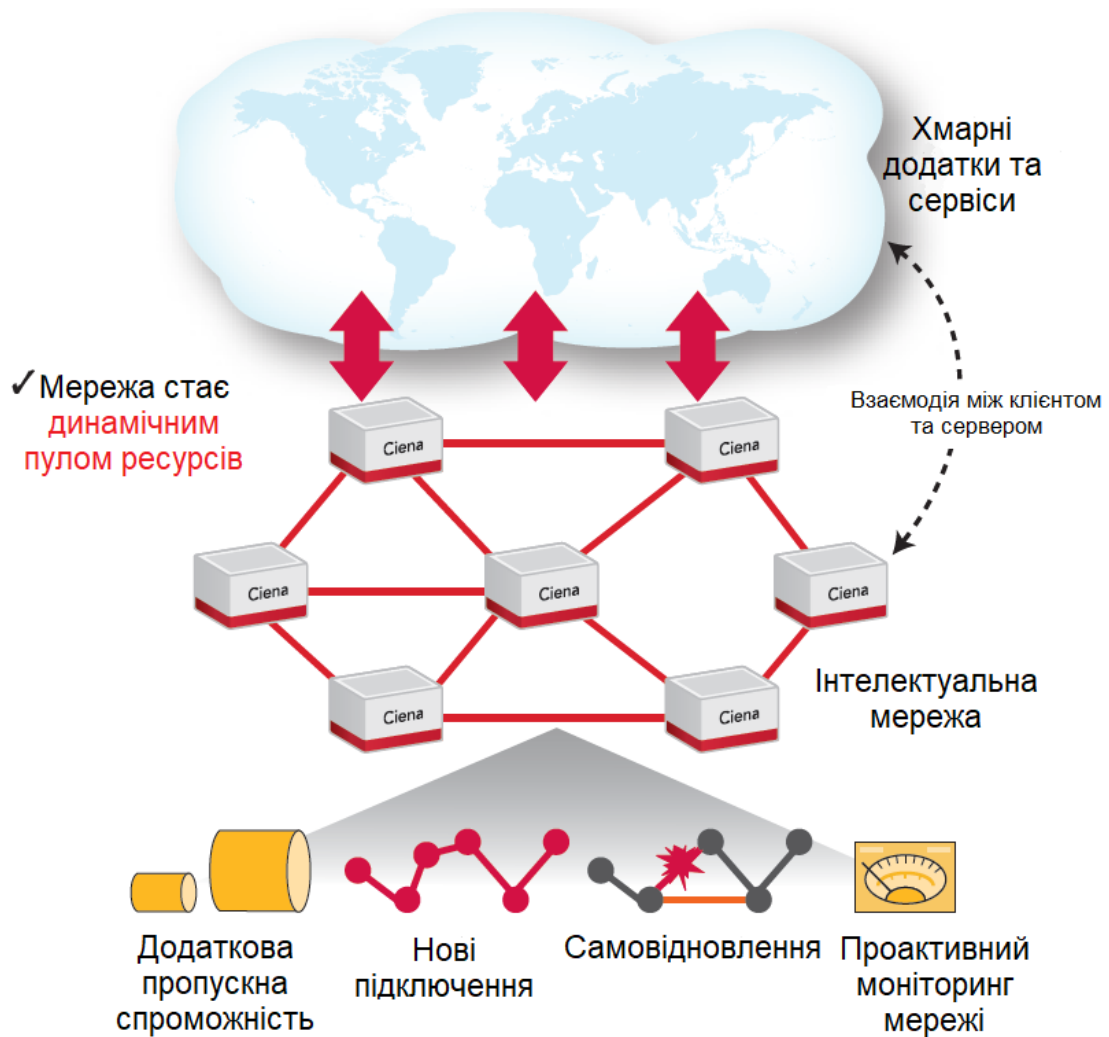 Хмарні
додатки та
сервіси
✓Мережа стає
динамічним
пулом ресурсів
Взаємодія між клієнтом
та сервером
Ciena
Ciena
Ciena
Ciena
Ciena
Ciena
Ciena
Інтелектуальна
мережа
Додаткова
пропускна
спроможність
Нові
підключення
Самовідновлення
Проактивний
моніторинг
мережі